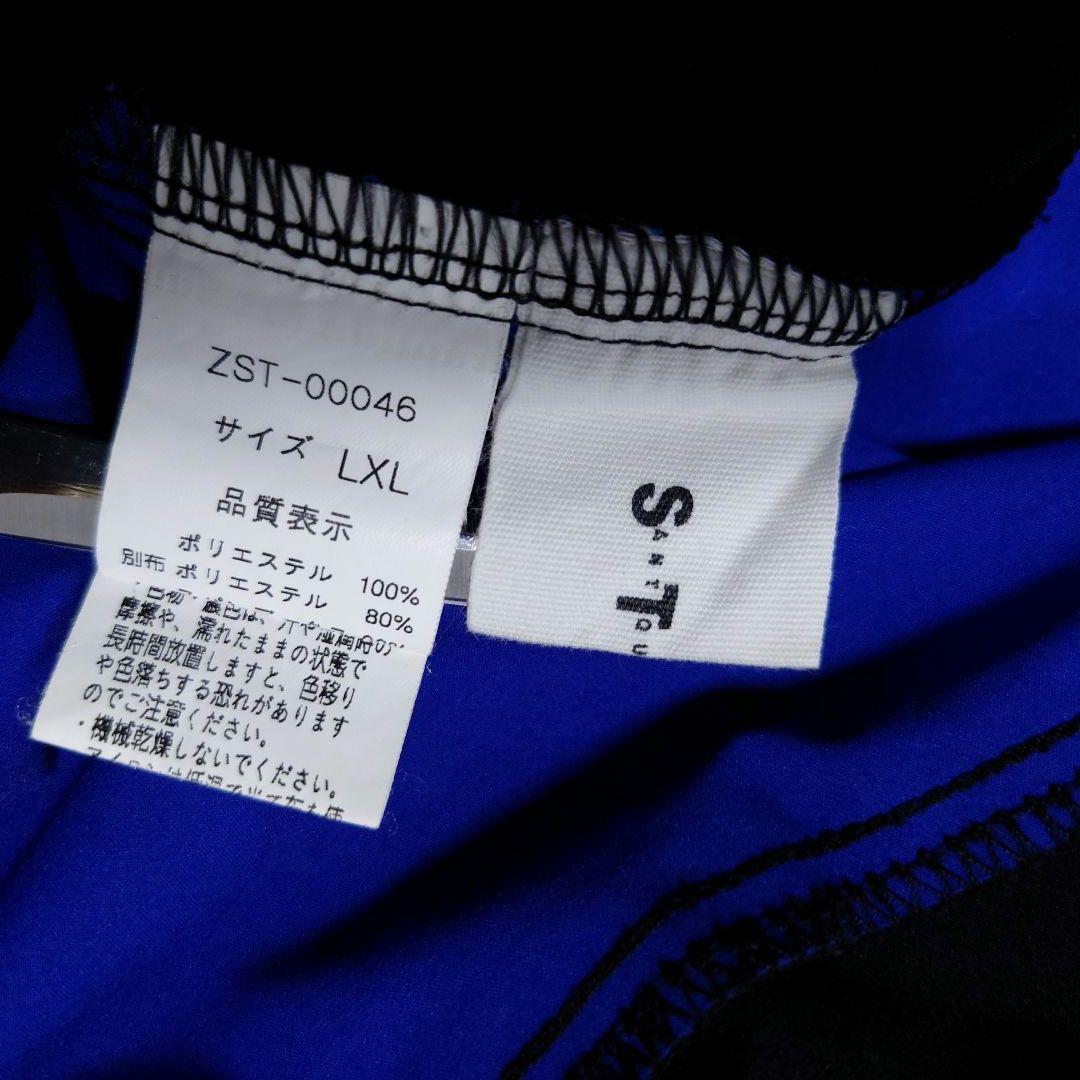 ZST-00046
サイズ LXL
品質表示
ポリエステル 100%
別布 ポリエステル 80%
摩擦や、濡れたままの状態で
長時間放置しますと、色移り
や色落ちする恐れがあります
のでご注意ください。
・機械乾燥しないでください。
SANT
TOU